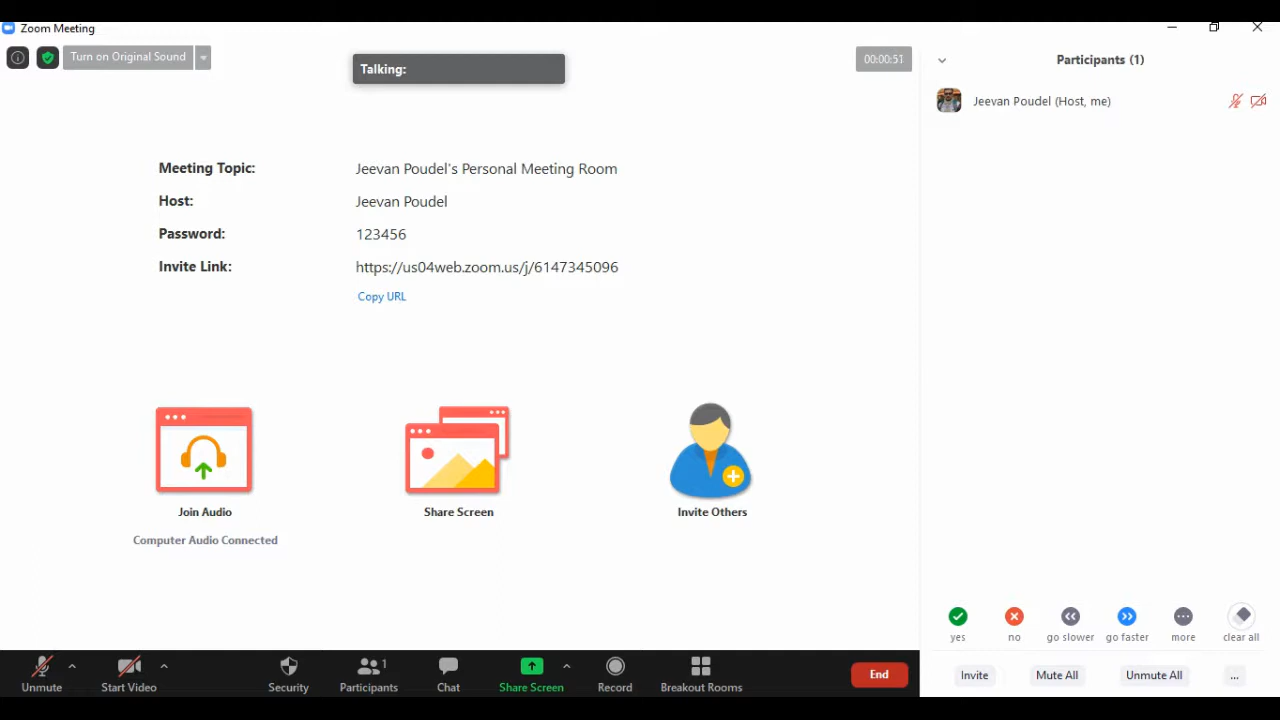 Zoom Meeting
Turn on Original Sound
Talking:
00:00:51
Participants (1)
Jeevan Poudel (Host, me)
Meeting Topic: Jeevan Poudel's Personal Meeting Room
Host: Jeevan Poudel
Password: 123456
Invite Link: https://us04web.zoom.us/j/6147345096
Copy URL
Join Audio
Share Screen
Invite Others
Computer Audio Connected
yes no go slower go faster more clear all
Unmute Start Video Security Participants 1 Chat Share Screen Record Breakout Rooms End
Invite Mute All Unmute All ...